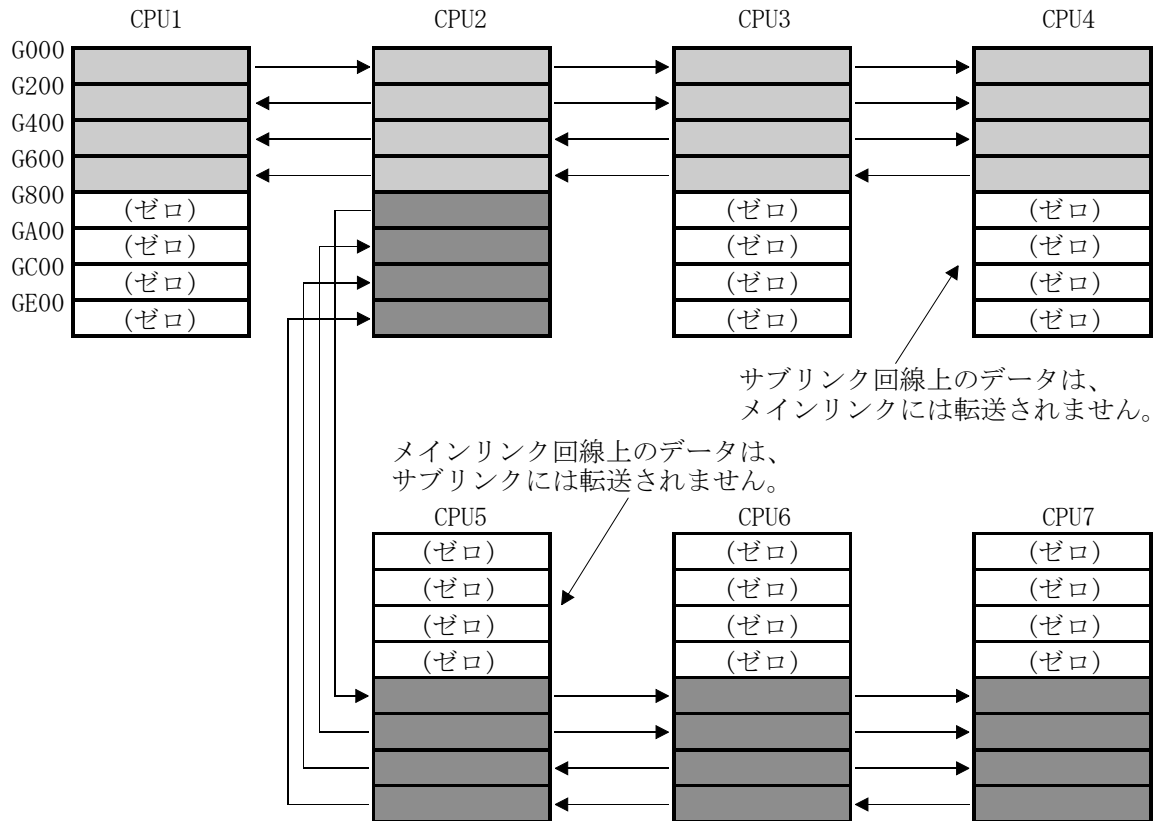 CPU1 CPU2 CPU3 CPU4
G000
G200
G400
G600
G800
(ゼロ) (ゼロ) (ゼロ)
GA00
(ゼロ) (ゼロ) (ゼロ)
GC00
(ゼロ) (ゼロ) (ゼロ)
GE00
(ゼロ) (ゼロ) (ゼロ)
サブリンク回線上のデータは、
メインリンクには転送されません。
メインリンク回線上のデータは、
サブリンクには転送されません。
CPU5 CPU6 CPU7
(ゼロ) (ゼロ) (ゼロ)
(ゼロ) (ゼロ) (ゼロ)
(ゼロ) (ゼロ) (ゼロ)
(ゼロ) (ゼロ) (ゼロ)